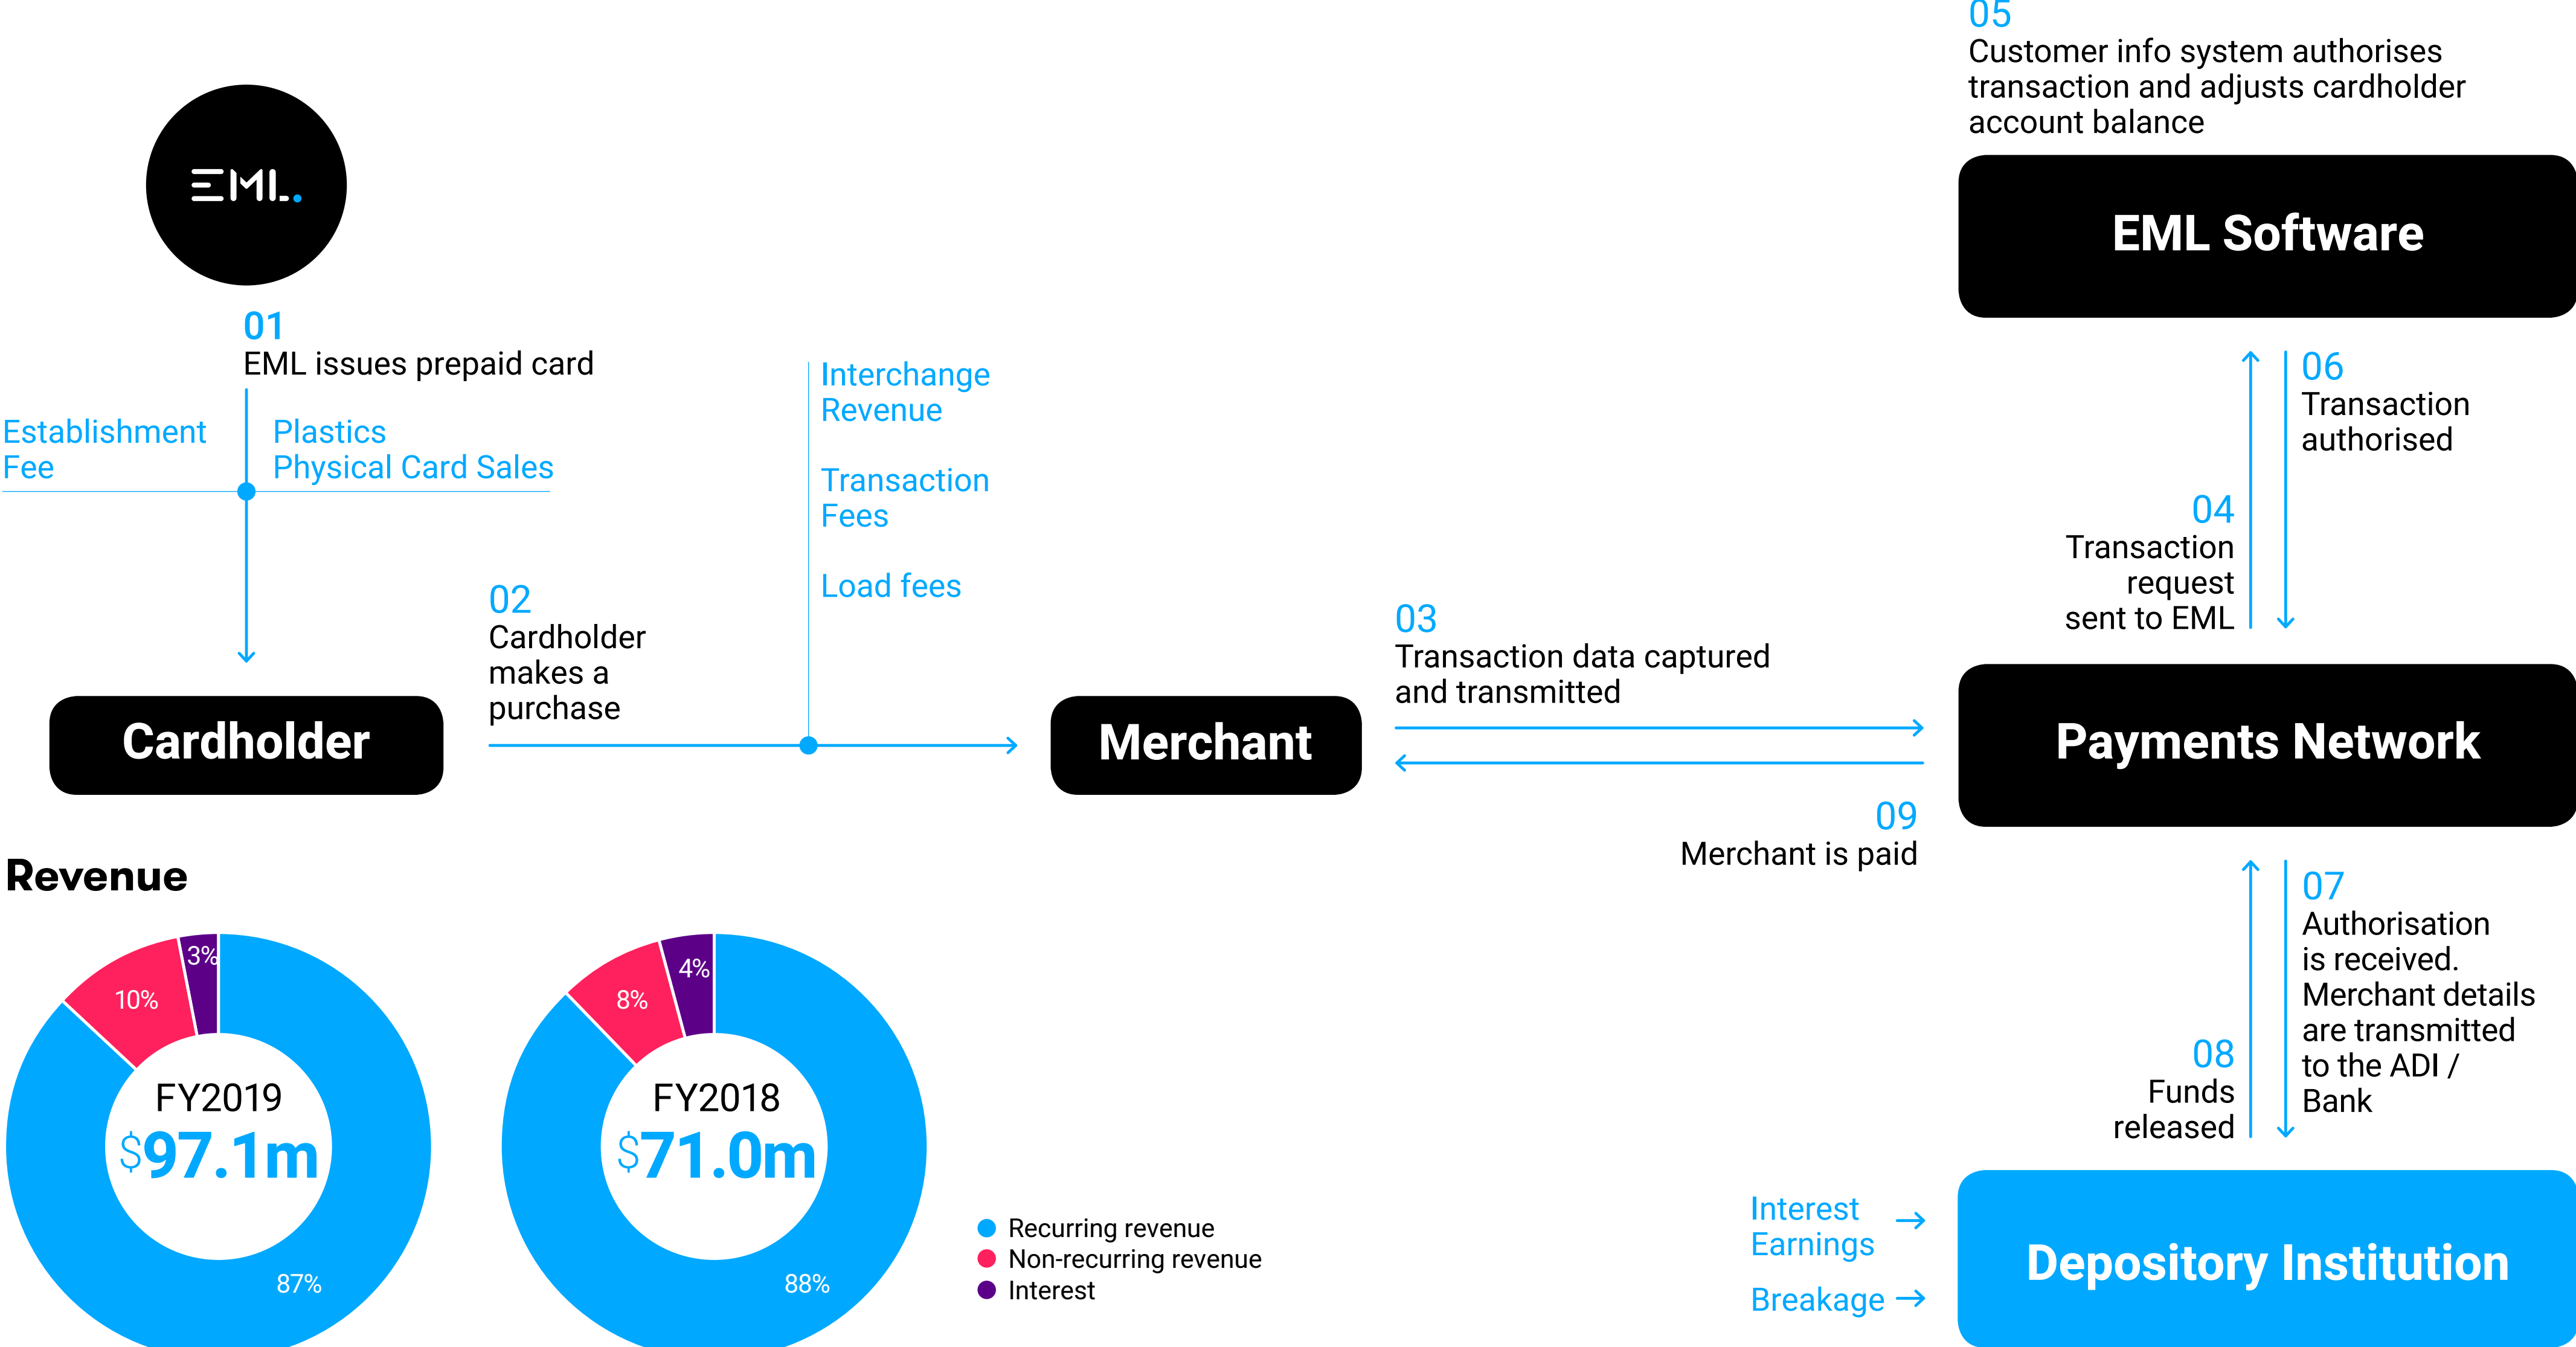 EML.
01
EML issues prepaid card
Establishment
Fee
Plastics
Physical Card Sales
Cardholder
02
Cardholder
makes a
purchase
Interchange
Revenue
Transaction
Fees
Load fees
Merchant
03
Transaction data captured
and transmitted
09
Merchant is paid
05
Customer info system authorises
transaction and adjusts cardholder
account balance
EML Software
04
Transaction
request
sent to EML
06
Transaction
authorised
Payments Network
07
Authorisation
is received.
Merchant details
are transmitted
to the ADI /
Bank
08
Funds
released
Interest
Earnings
Breakage
Depository Institution
Revenue
3%
10%
FY2019
$97.1m
87%
4%
8%
FY2018
$71.0m
88%
Recurring revenue
Non-recurring revenue
Interest